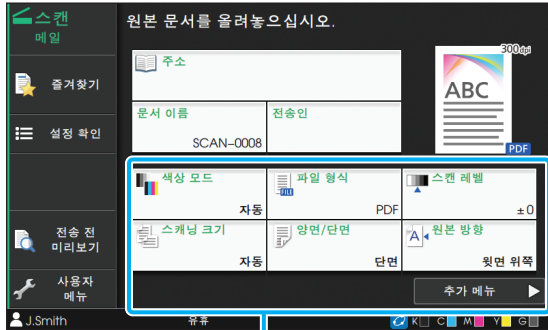 스캔
메일
원본 문서를 올려놓으십시오.
300dpi
ABC
PDF
즐겨찾기
설정 확인
전송 전
미리보기
사용자
메뉴
주소
문서 이름
SCAN-0008
전송인
색상 모드
자동
파일 형식
PDF
스캔 레벨
±0
스캐닝 크기
자동
양면/단면
단면
원본 방향
윗면 위쪽
추가 메뉴
J.Smith
유휴
K C M Y G